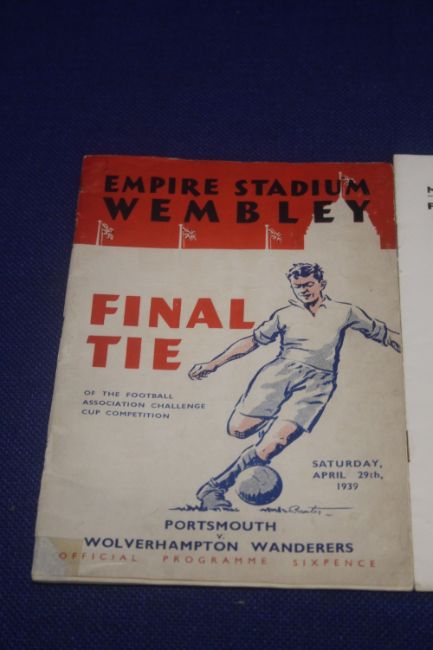 EMPIRE STADIUM
WEMBLEY
FINAL
TIE
OF THE FOOTBALL
ASSOCIATION CHALLENGE
CUP COMPETITION
SATURDAY,
APRIL 29th,
1939
PORTSMOUTH
v.
WOLVERHAMPTON WANDERERS
OFFICIAL PROGRAMME SIXPENCE